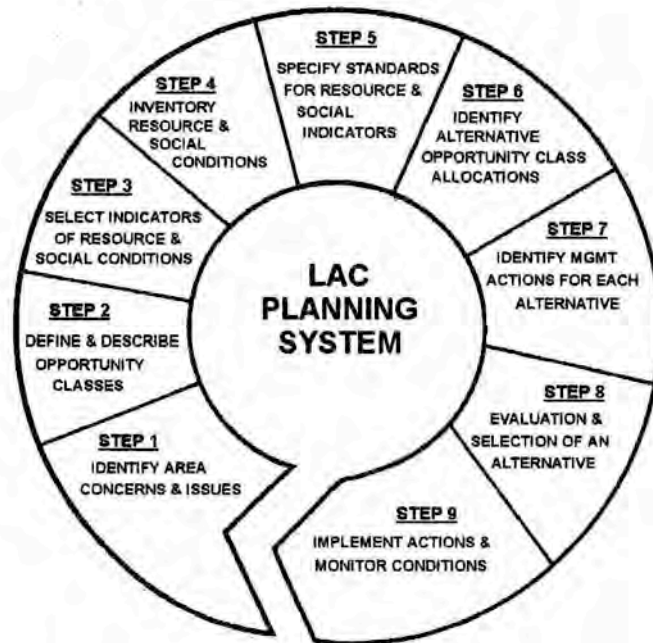 LAC
PLANNING
SYSTEM
STEP 1
IDENTIFY AREA
CONCERNS & ISSUES
STEP 2
DEFINE & DESCRIBE
OPPORTUNITY
CLASSES
STEP 3
SELECT INDICATORS
OF RESOURCE &
SOCIAL CONDITIONS
STEP 4
INVENTORY
RESOURCE &
SOCIAL
CONDITIONS
STEP 5
SPECIFY STANDARDS
FOR RESOURCE &
SOCIAL
INDICATORS
STEP 6
IDENTIFY
ALTERNATIVE
OPPORTUNITY CLASS
ALLOCATIONS
STEP 7
IDENTIFY MGMT
ACTIONS FOR EACH
ALTERNATIVE
STEP 8
EVALUATION &
SELECTION OF AN
ALTERNATIVE
STEP 9
IMPLEMENT ACTIONS &
MONITOR CONDITIONS